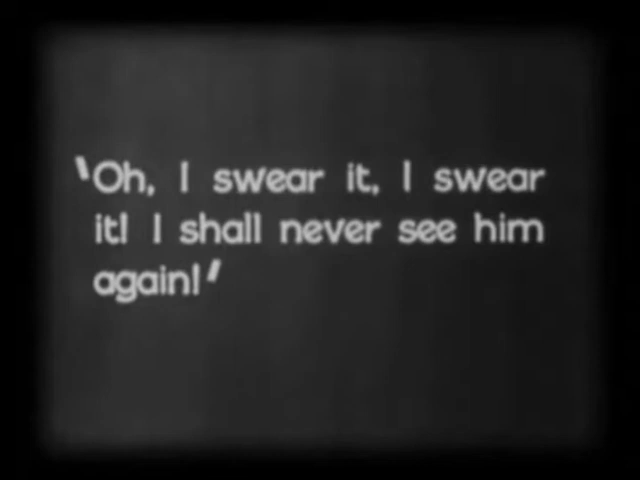 "Oh, I swear it, I swear
it! I shall never see him
again!"